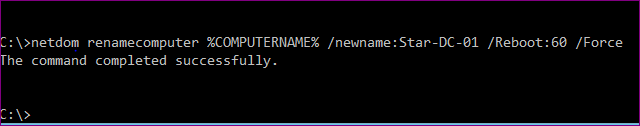 C:\>netdom renamecomputer %COMPUTERNAME% /newname:Star-DC-01 /Reboot:60 /Force
The command completed successfully.
C:\>